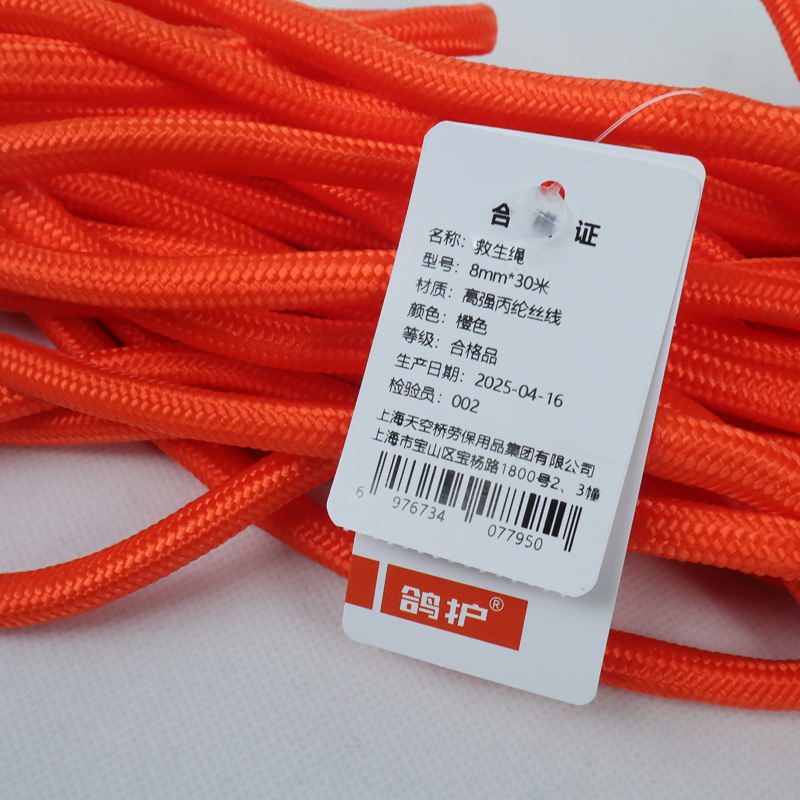 合 证
名称：救生绳
型号：8mm*30米
材质：高强丙纶丝线
颜色：橙色
等级：合格品
生产日期：2025-04-16
检验员：002
上海天空桥劳保用品集团有限公司
上海市宝山区宝杨路1800号2、3幢
6 976734 077950
鸽护®